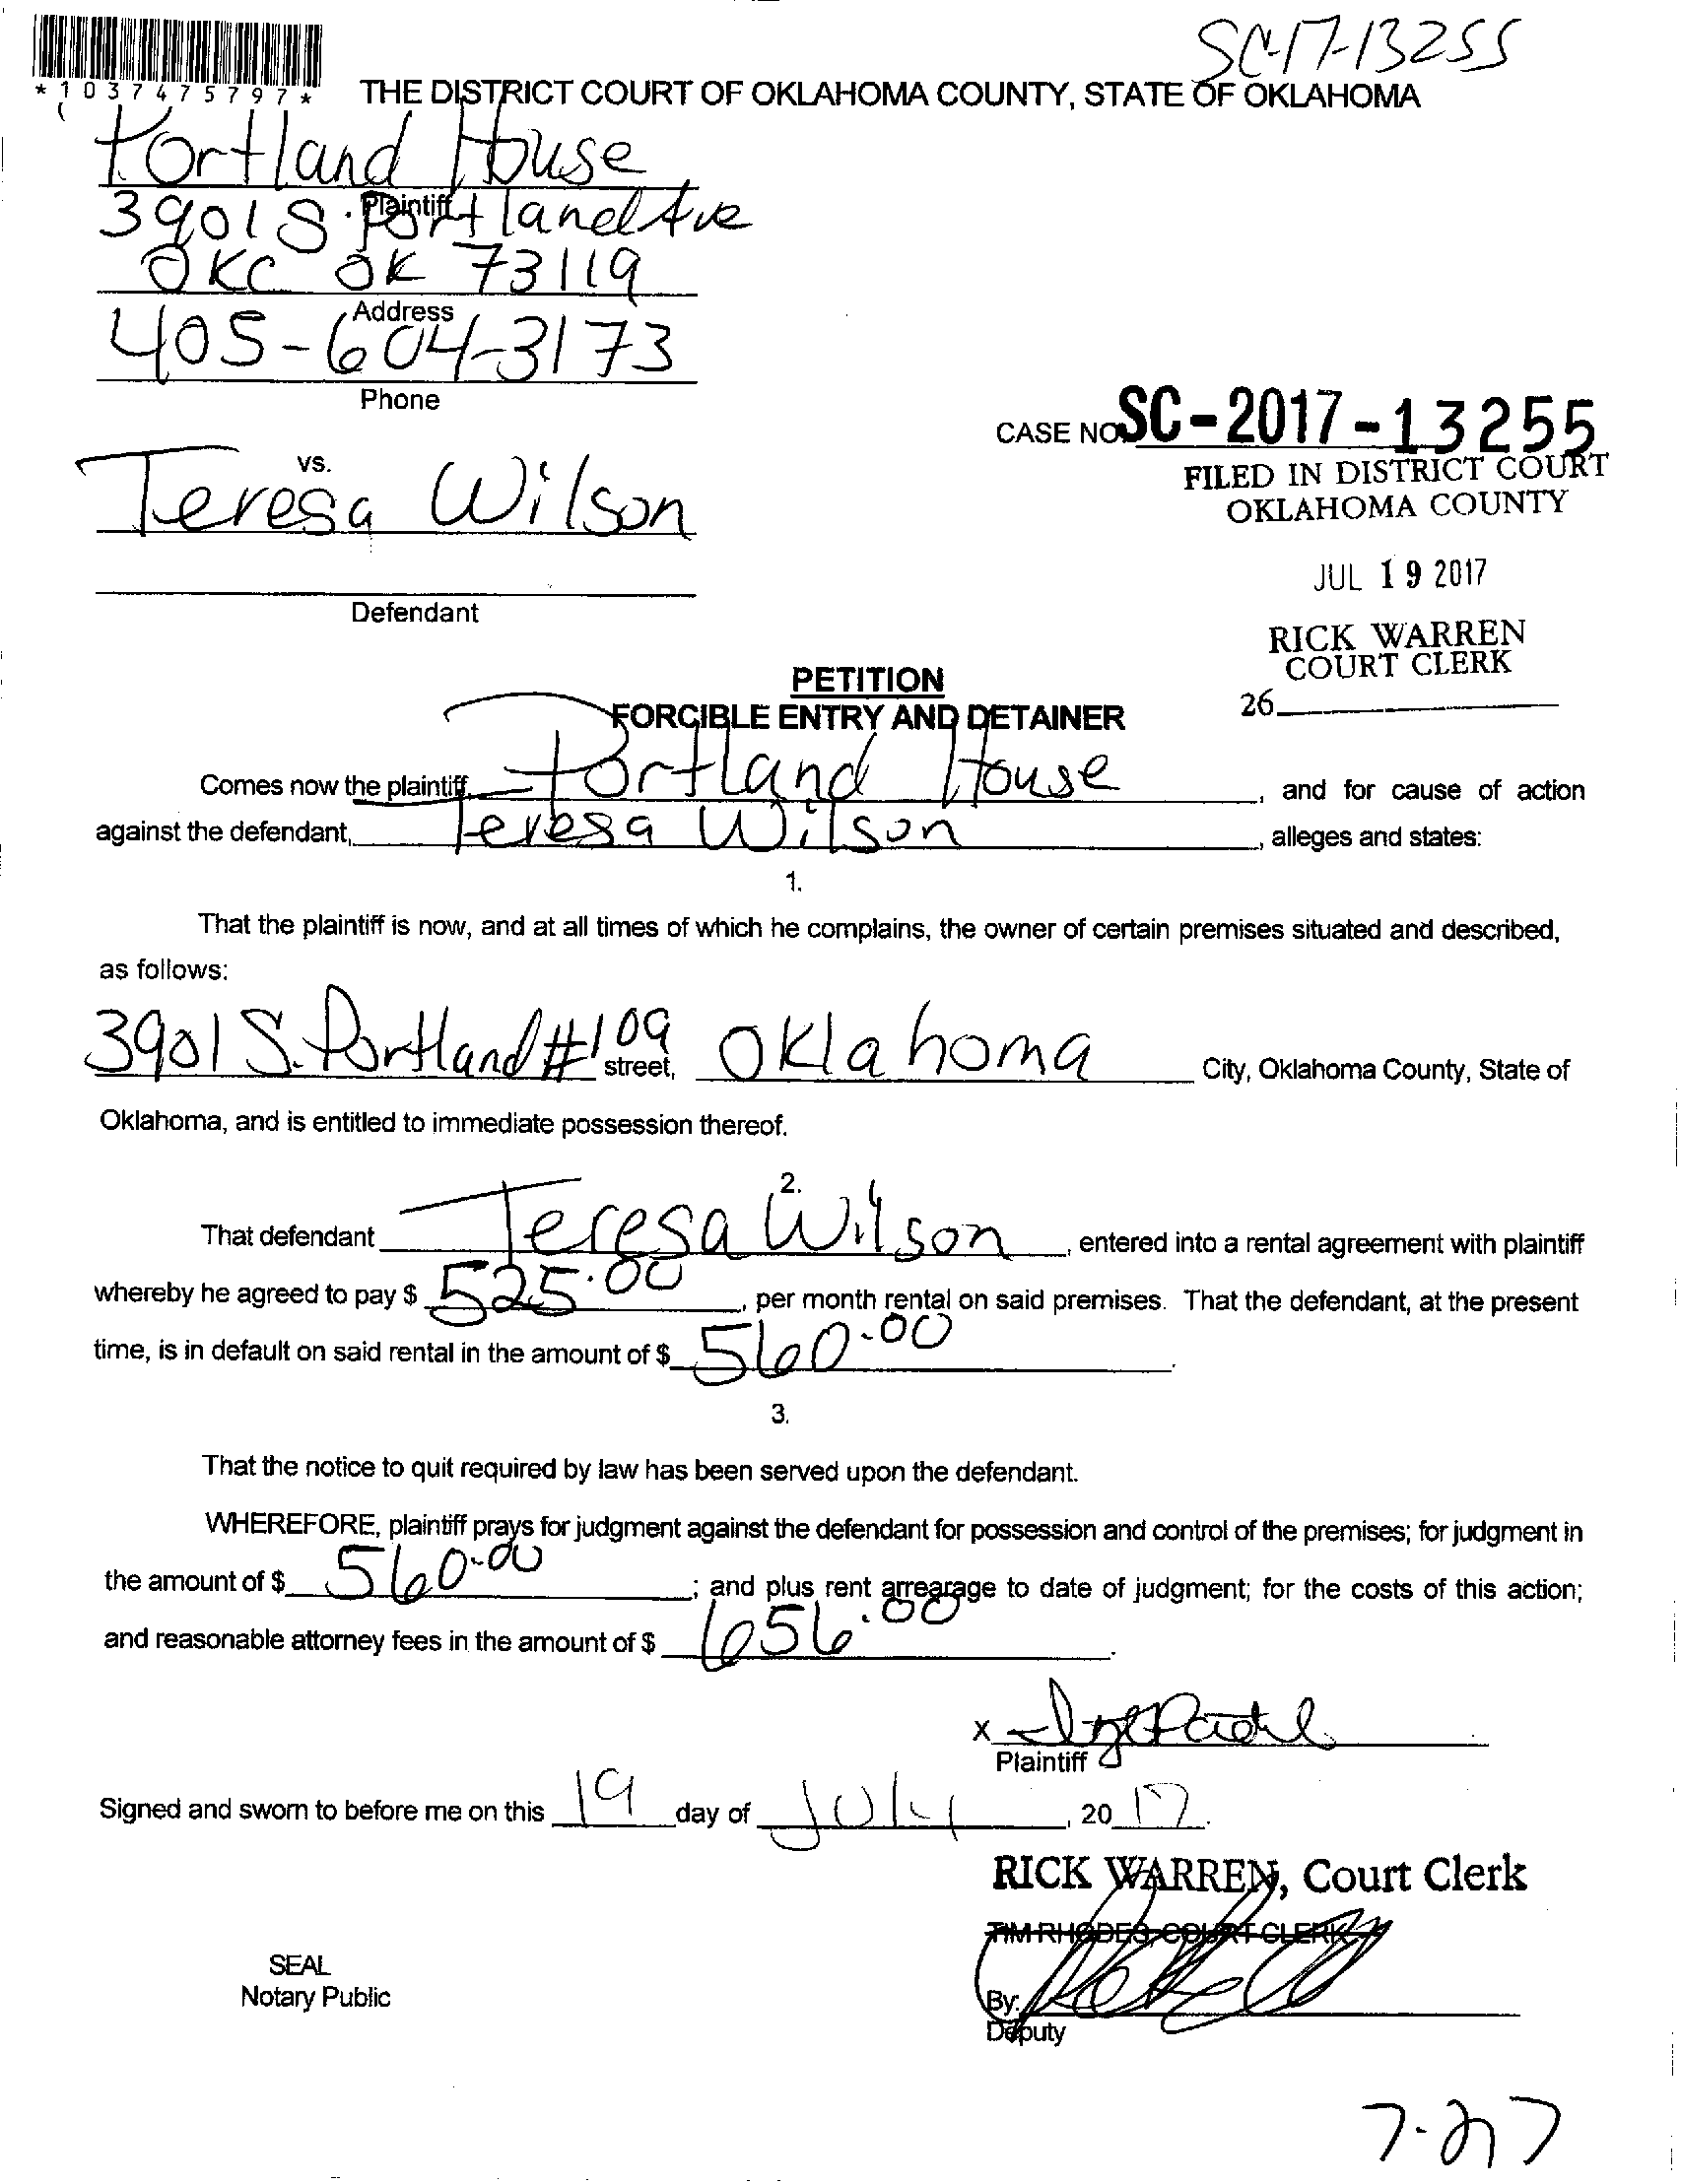 SC-17-13255
*1037475797*
THE DISTRICT COURT OF OKLAHOMA COUNTY, STATE OF OKLAHOMA
Portland House
Plaintiff
3901 S. Portland Ave
OKC OK 73119
Address
405-604-3173
Phone
CASE NO SC-2017-13255
FILED IN DISTRICT COURT
OKLAHOMA COUNTY
vs.
Teresa Wilson
JUL 19 2017
Defendant
RICK WARREN
COURT CLERK
26
PETITION
FORCIBLE ENTRY AND DETAINER
Comes now the plaintiff, Portland House, and for cause of action
against the defendant, Teresa Wilson, alleges and states:
1.
That the plaintiff is now, and at all times of which he complains, the owner of certain premises situated and described,
as follows:
3901 S. Portland #109 street, Oklahoma City, Oklahoma County, State of
Oklahoma, and is entitled to immediate possession thereof.
2.
That defendant Teresa Wilson, entered into a rental agreement with plaintiff
whereby he agreed to pay $ 525.00, per month rental on said premises. That the defendant, at the present
time, is in default on said rental in the amount of $ 560.00.
3.
That the notice to quit required by law has been served upon the defendant.
WHEREFORE, plaintiff prays for judgment against the defendant for possession and control of the premises; for judgment in
the amount of $ 560.00; and plus rent arrearage to date of judgment; for the costs of this action;
and reasonable attorney fees in the amount of $ 656.00.
X
Plaintiff
Signed and sworn to before me on this 19 day of July, 20 17.
RICK WARREN, Court Clerk
TIM RHODES, COURT CLERK
SEAL
Notary Public
By:
Deputy
7-27